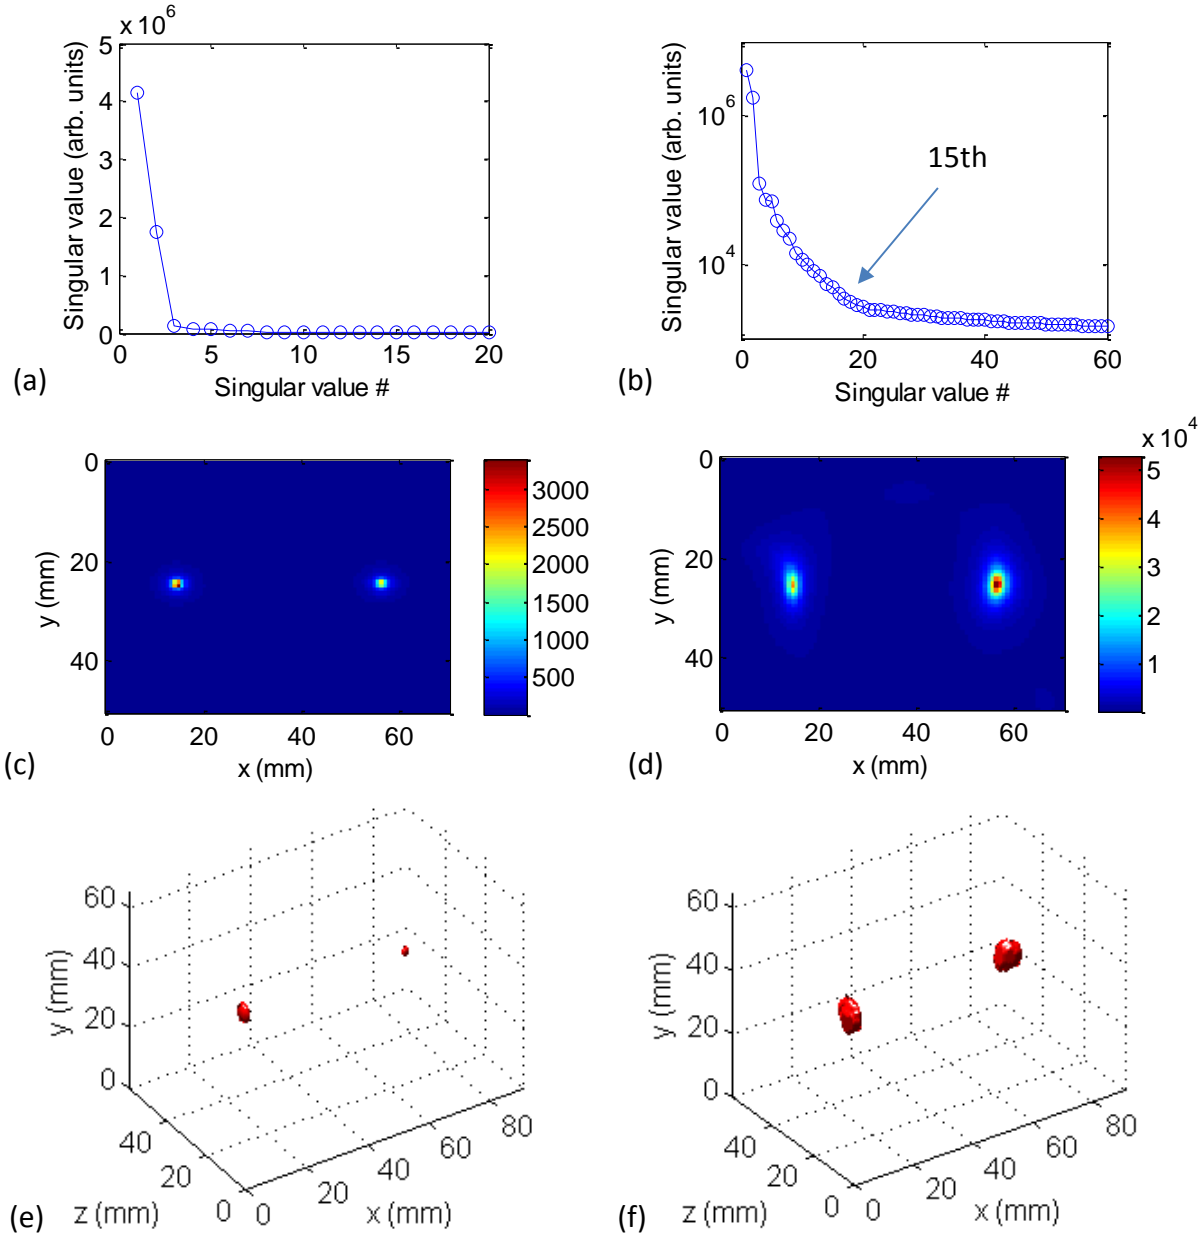 x 10^6
5
4
3
2
1
0
Singular value (arb. units)
0 5 10 15 20
Singular value #
(a)
10^6
10^4
Singular value (arb. units)
15th
0 20 40 60
Singular value #
(b)
0
20
40
y (mm)
0 20 40 60
x (mm)
3000
2500
2000
1500
1000
500
(c)
0
20
40
y (mm)
0 20 40 60
x (mm)
x 10^4
5
4
3
2
1
(d)
60
40
20
0
y (mm)
40
20
0
z (mm)
0
20
40
60
80
x (mm)
(e)
60
40
20
0
y (mm)
40
20
0
z (mm)
0
20
40
60
80
x (mm)
(f)